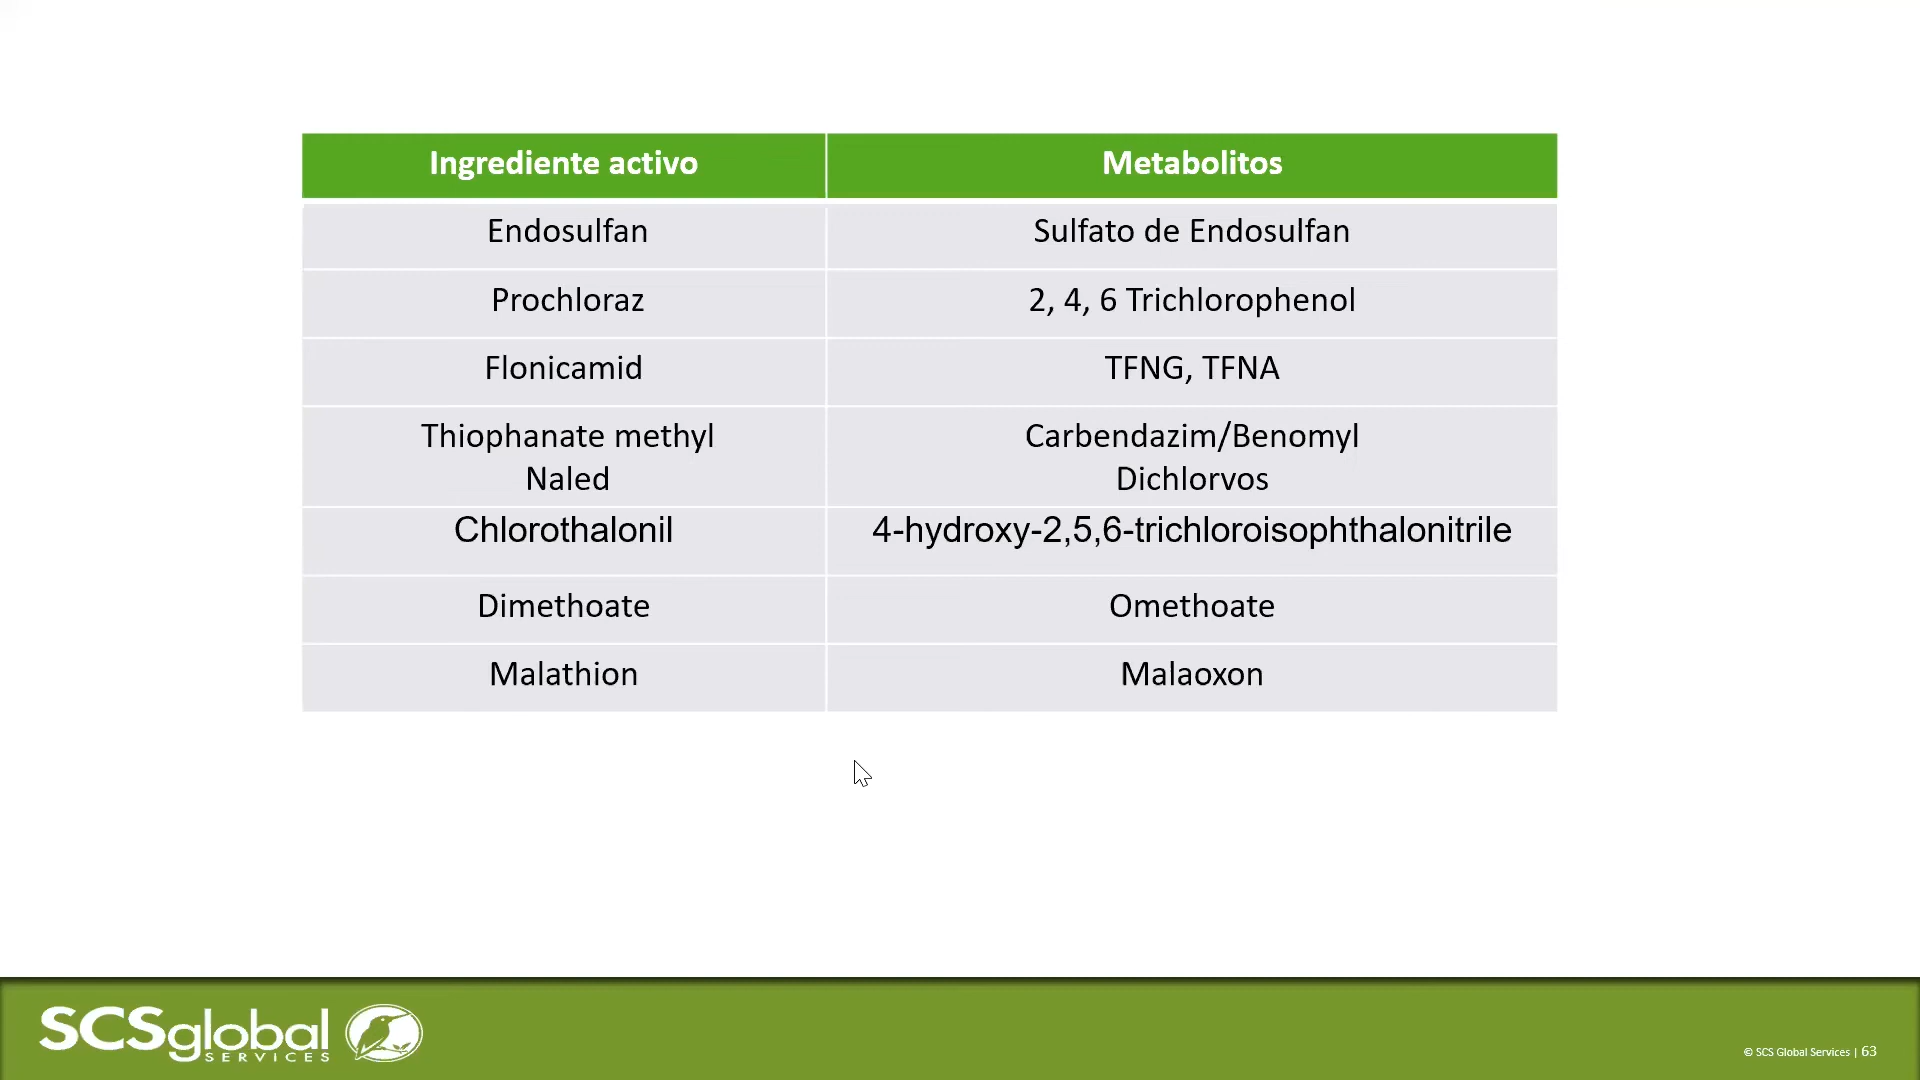 Ingrediente activo Metabolitos
Endosulfan Sulfato de Endosulfan
Prochloraz 2, 4, 6 Trichlorophenol
Flonicamid TFNG, TFNA
Thiophanate methyl Carbendazim/Benomyl
Naled Dichlorvos
Chlorothalonil 4-hydroxy-2,5,6-trichloroisophthalonitrile
Dimethoate Omethoate
Malathion Malaoxon
SCSglobal
SERVICES
© SCS Global Services | 63